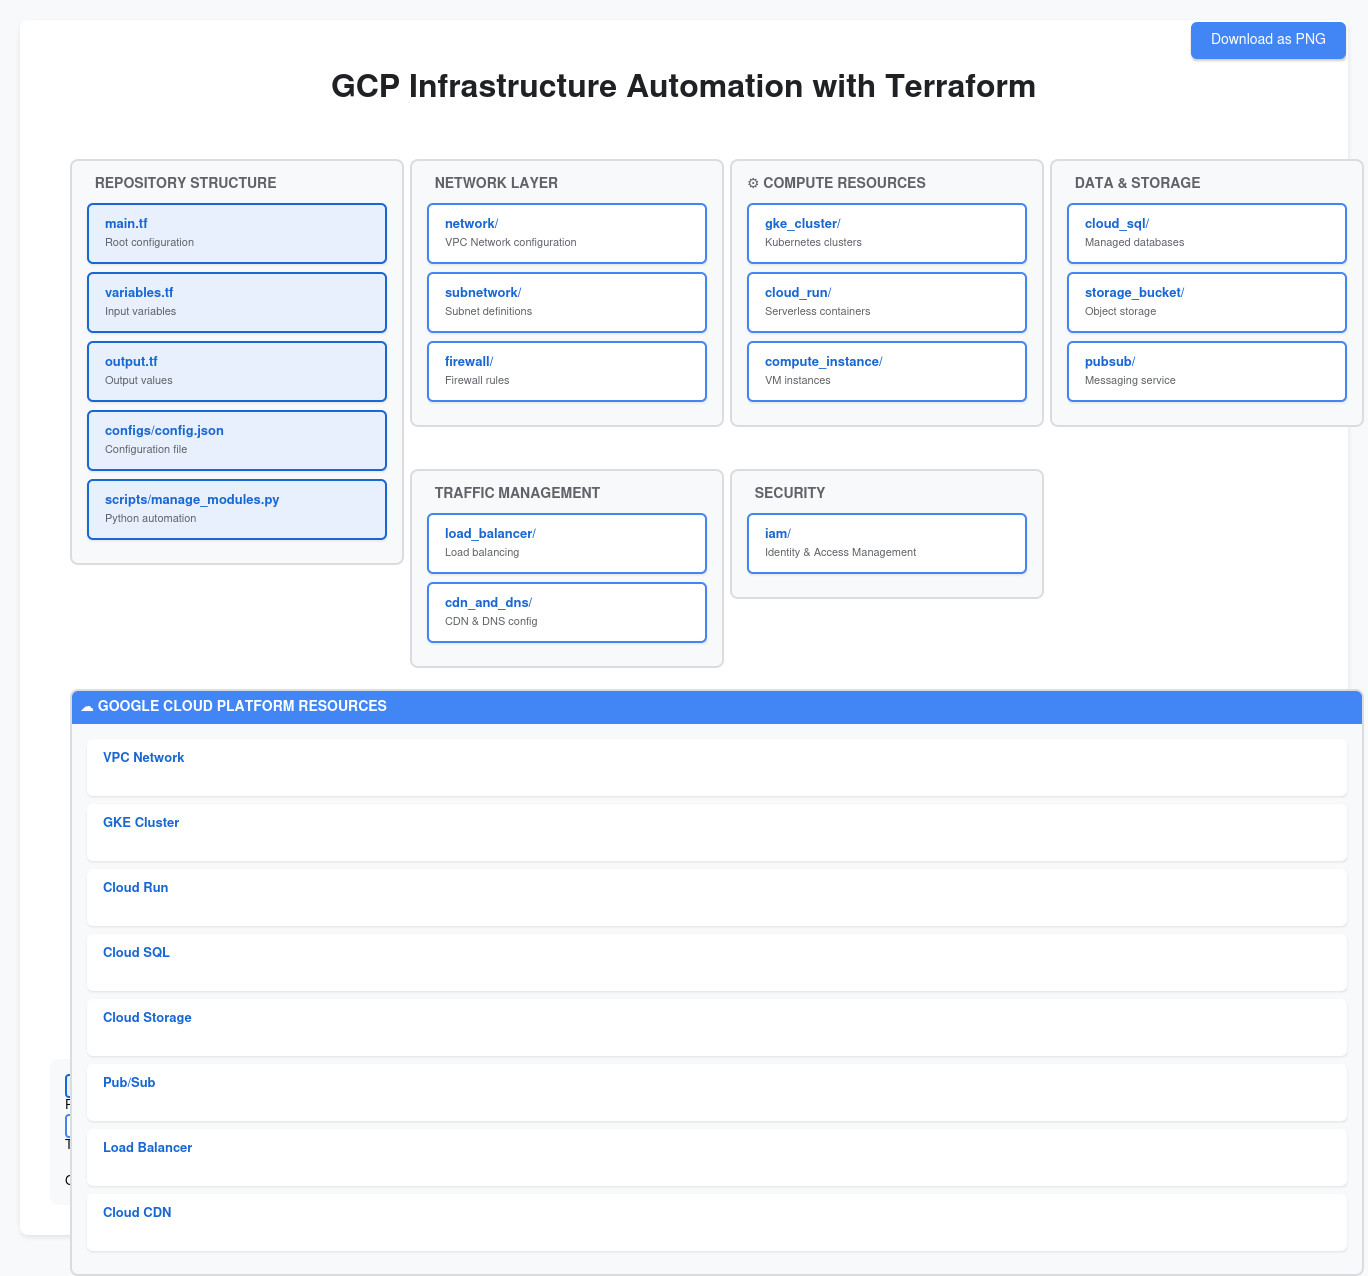 Download as PNG
GCP Infrastructure Automation with Terraform
REPOSITORY STRUCTURE
main.tf
Root configuration
variables.tf
Input variables
output.tf
Output values
configs/config.json
Configuration file
scripts/manage_modules.py
Python automation
NETWORK LAYER
network/
VPC Network configuration
subnetwork/
Subnet definitions
firewall/
Firewall rules
⚙ COMPUTE RESOURCES
gke_cluster/
Kubernetes clusters
cloud_run/
Serverless containers
compute_instance/
VM instances
DATA & STORAGE
cloud_sql/
Managed databases
storage_bucket/
Object storage
pubsub/
Messaging service
TRAFFIC MANAGEMENT
load_balancer/
Load balancing
cdn_and_dns/
CDN & DNS config
SECURITY
iam/
Identity & Access Management
☁ GOOGLE CLOUD PLATFORM RESOURCES
VPC Network
GKE Cluster
Cloud Run
Cloud SQL
Cloud Storage
Pub/Sub
Load Balancer
Cloud CDN